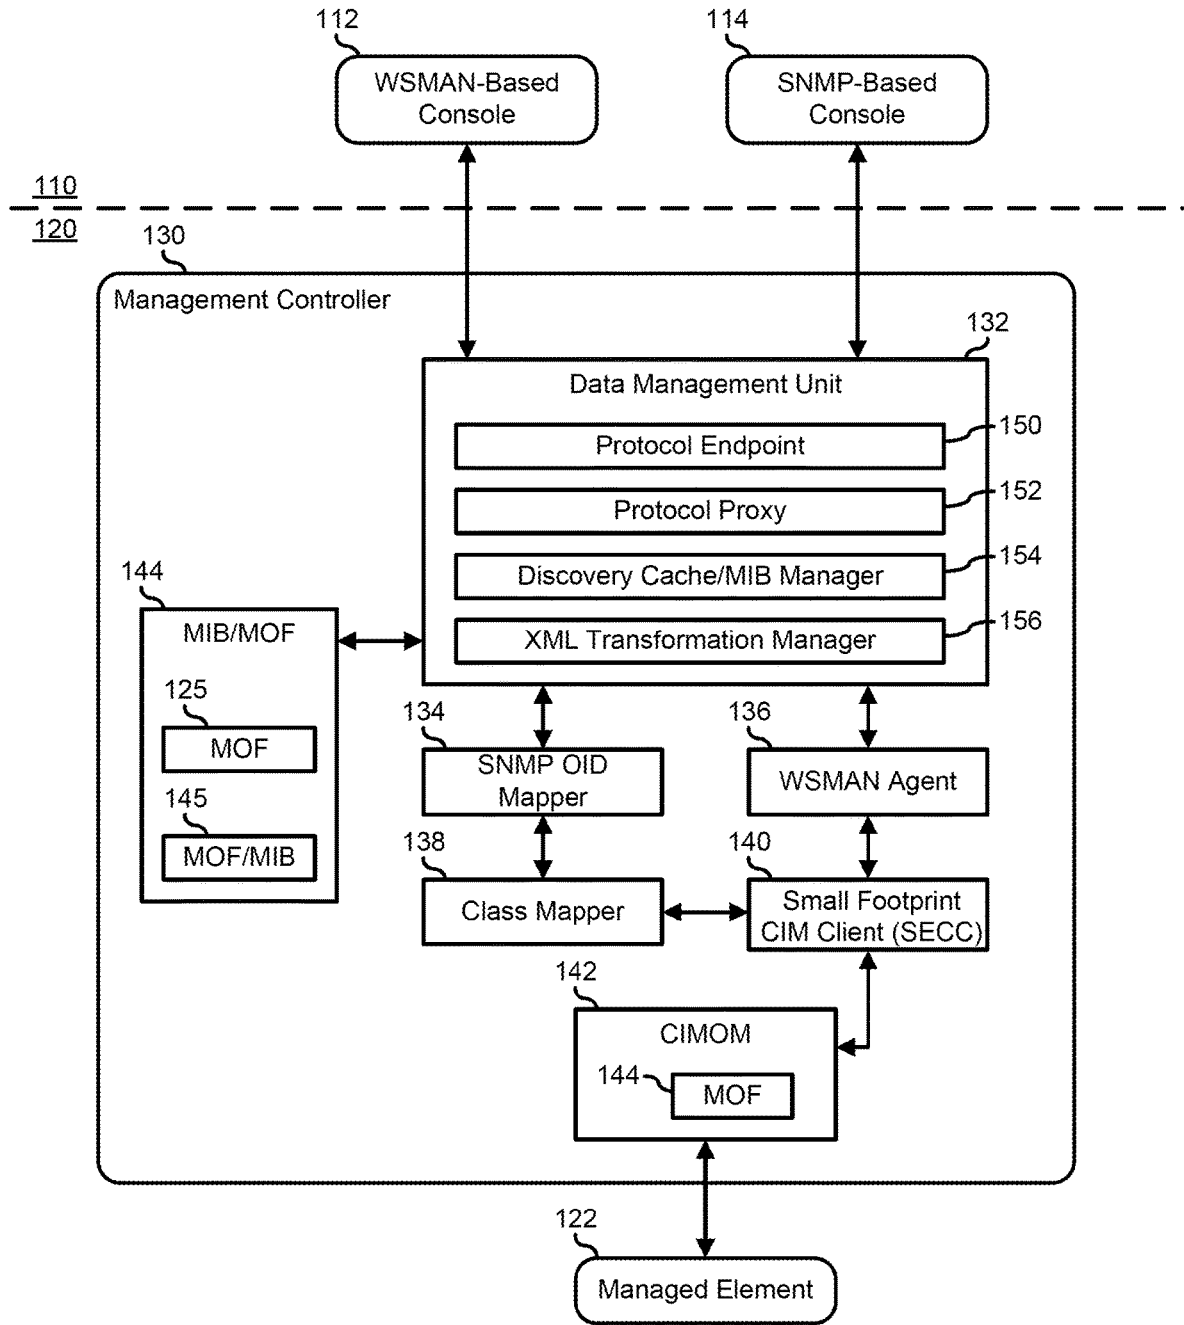 112
114
WSMAN-Based
Console
SNMP-Based
Console
110
120
130
Management Controller
132
Data Management Unit
150
Protocol Endpoint
152
Protocol Proxy
154
Discovery Cache/MIB Manager
156
XML Transformation Manager
144
MIB/MOF
125
MOF
145
MOF/MIB
134
SNMP OID
Mapper
136
WSMAN Agent
138
Class Mapper
140
Small Footprint
CIM Client (SECC)
142
CIMOM
144
MOF
122
Managed Element